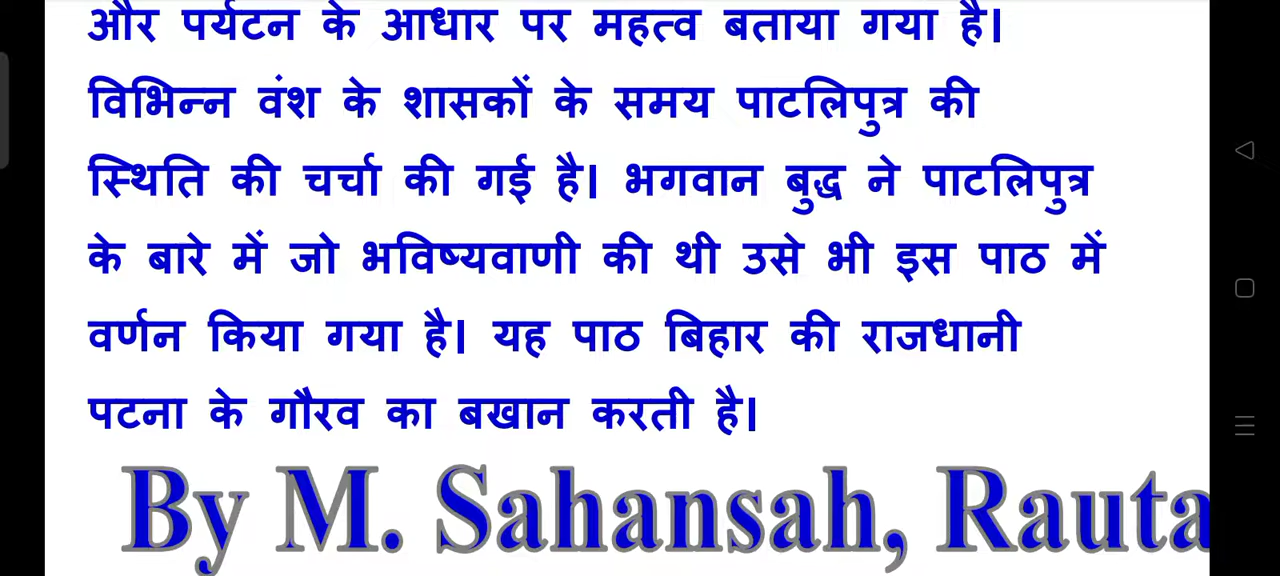 और पर्यटन के आधार पर महत्व बताया गया है।
विभिन्न वंश के शासकों के समय पाटलिपुत्र की
स्थिति की चर्चा की गई है। भगवान बुद्ध ने पाटलिपुत्र
के बारे में जो भविष्यवाणी की थी उसे भी इस पाठ में
वर्णन किया गया है। यह पाठ बिहार की राजधानी
पटना के गौरव का बखान करती है।
By M. Sahansah, Rauta